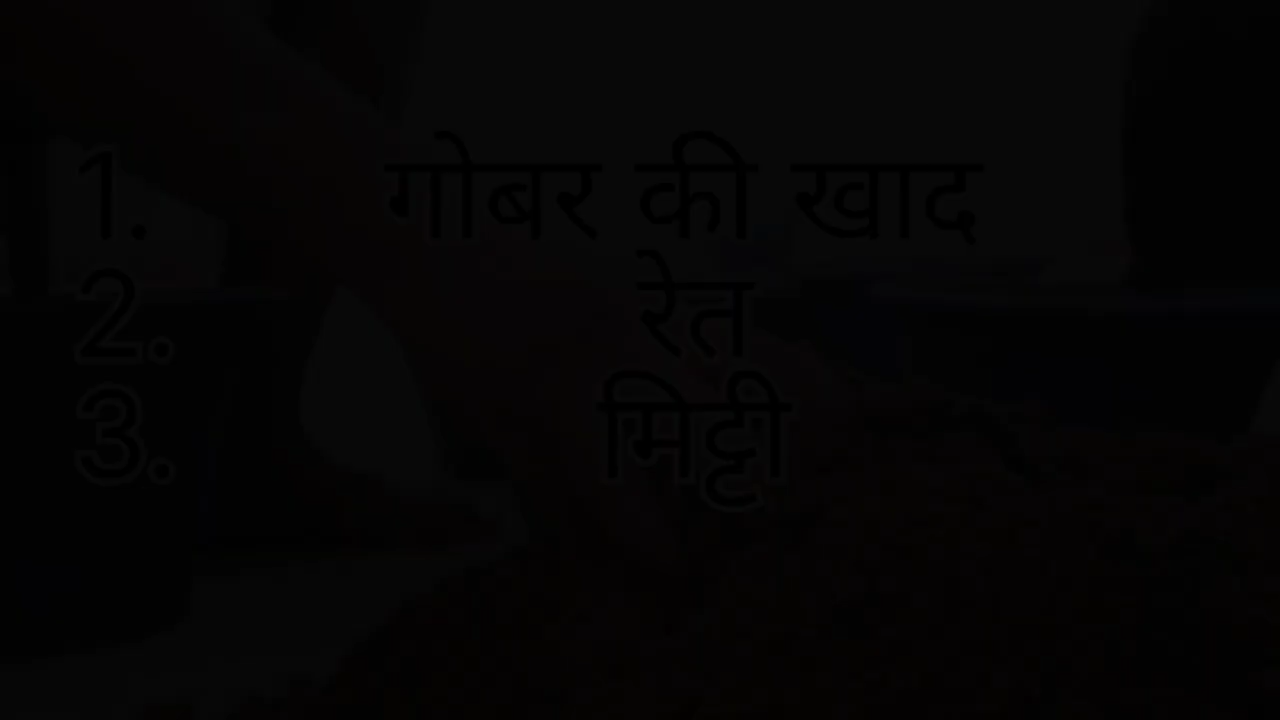 1. गोबर की खाद
2. रेत
3. मिट्टी